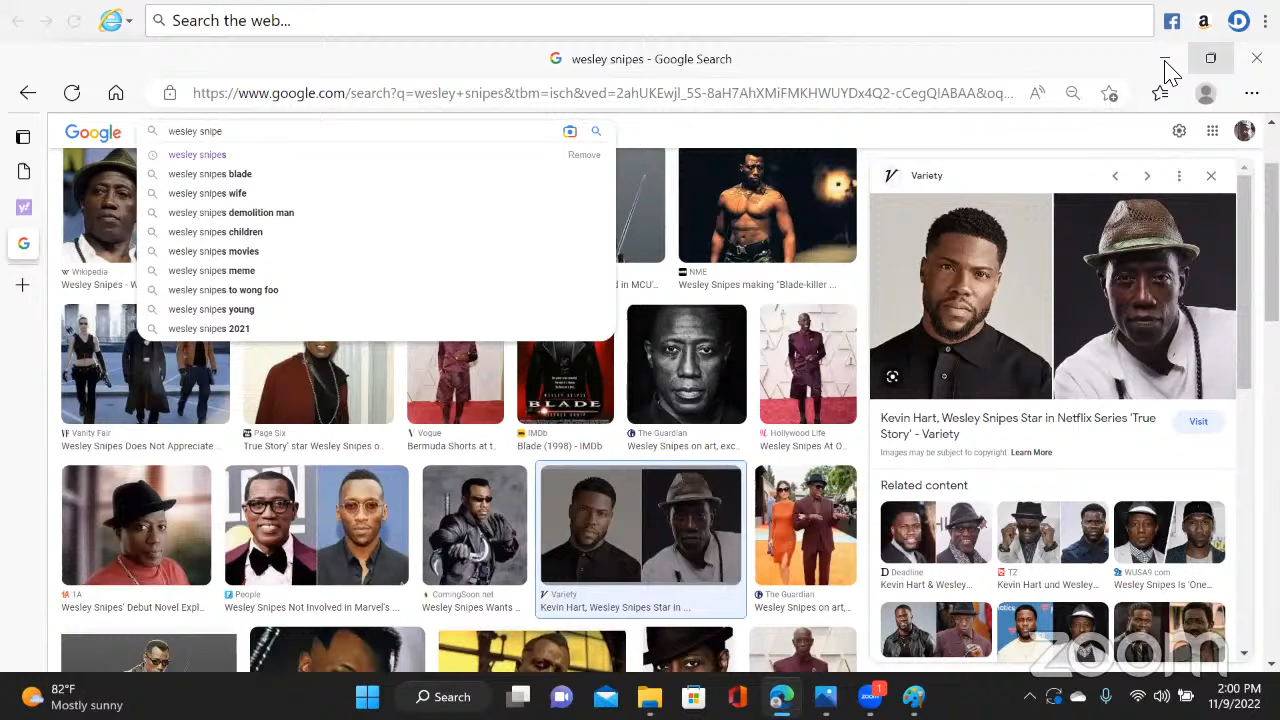 Search the web...
wesley snipes - Google Search
https://www.google.com/search?q=wesley+snipes&tbm=isch&ved=2ahUKEwjl_5S-8aH7AhXMiFMKHWUYDx4Q2-cCegQIABAA&oq...
Google
wesley snipe
wesley snipes
Remove
wesley snipes blade
wesley snipes wife
wesley snipes demolition man
wesley snipes children
wesley snipes movies
wesley snipes meme
wesley snipes to wong foo
wesley snipes young
wesley snipes 2021
Wikipedia
Wesley Snipes - W
d in MCU'...
NME
Wesley Snipes making "Blade-killer ...
Vanity Fair
Wesley Snipes Does Not Appreciate ...
Page Six
True Story' star Wesley Snipes o...
Vogue
Bermuda Shorts at t...
BLADE
IMDb
Blade (1998) - IMDb
The Guardian
Wesley Snipes on art, exc...
Hollywood Life
Wesley Snipes At O...
1A
Wesley Snipes' Debut Novel Expl...
People
Wesley Snipes Not Involved in Marvel's ...
ComingSoon.net
Wesley Snipes Wants ...
Variety
Kevin Hart, Wesley Snipes Star in ...
The Guardian
Wesley Snipes on art,...
Variety
Kevin Hart, Wesley Snipes Star in Netflix Series 'True
Story' - Variety
Visit
Images may be subject to copyright. Learn More
Related content
Deadline
Kevin Hart & Wesley...
TZ
Kevin Hart und Wesley...
WUSA9.com
Wesley Snipes Is 'One...
zoom
82°F
Mostly sunny
Search
zoom
1
2:00 PM
11/9/2022